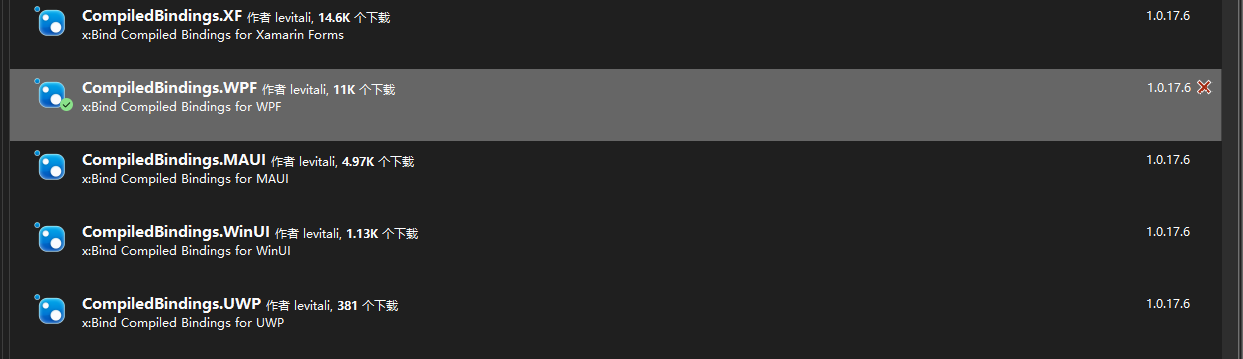 CompiledBindings.XF 作者 levitali, 14.6K 个下载 1.0.17.6
x:Bind Compiled Bindings for Xamarin Forms
CompiledBindings.WPF 作者 levitali, 11K 个下载 1.0.17.6
x:Bind Compiled Bindings for WPF
CompiledBindings.MAUI 作者 levitali, 4.97K 个下载 1.0.17.6
x:Bind Compiled Bindings for MAUI
CompiledBindings.WinUI 作者 levitali, 1.13K 个下载 1.0.17.6
x:Bind Compiled Bindings for WinUI
CompiledBindings.UWP 作者 levitali, 381 个下载 1.0.17.6
x:Bind Compiled Bindings for UWP